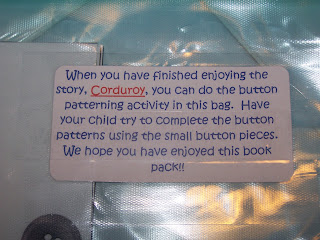 When you have finished enjoying the
story, Corduroy, you can do the button
patterning activity in this bag. Have
your child try to complete the button
patterns using the small button pieces.
We hope you have enjoyed this book
pack!!